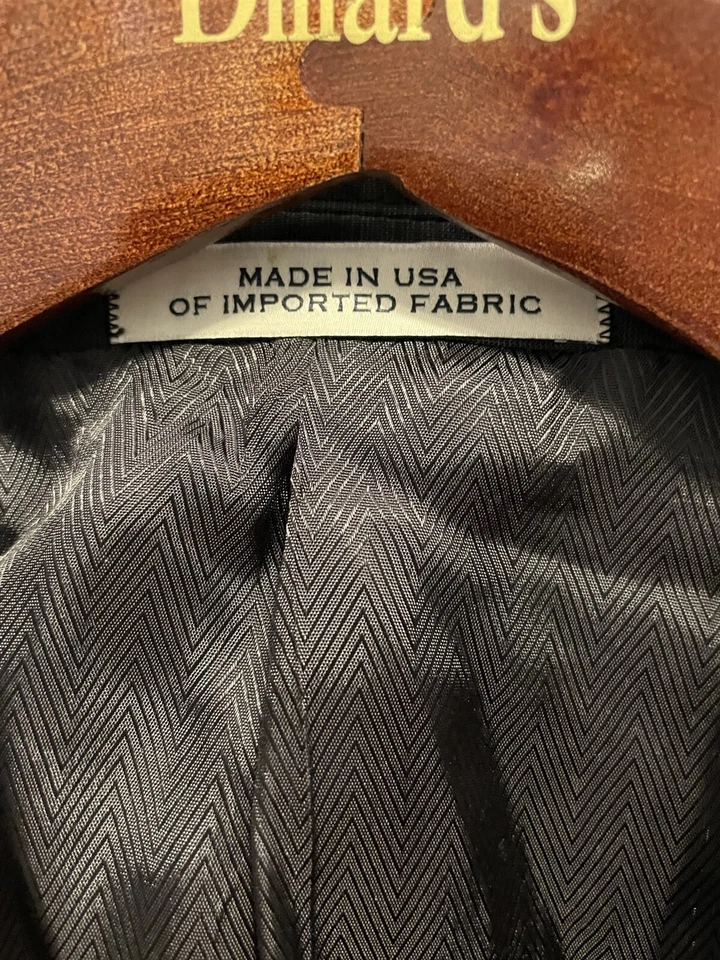 Dillard's
MADE IN USA
OF IMPORTED FABRIC